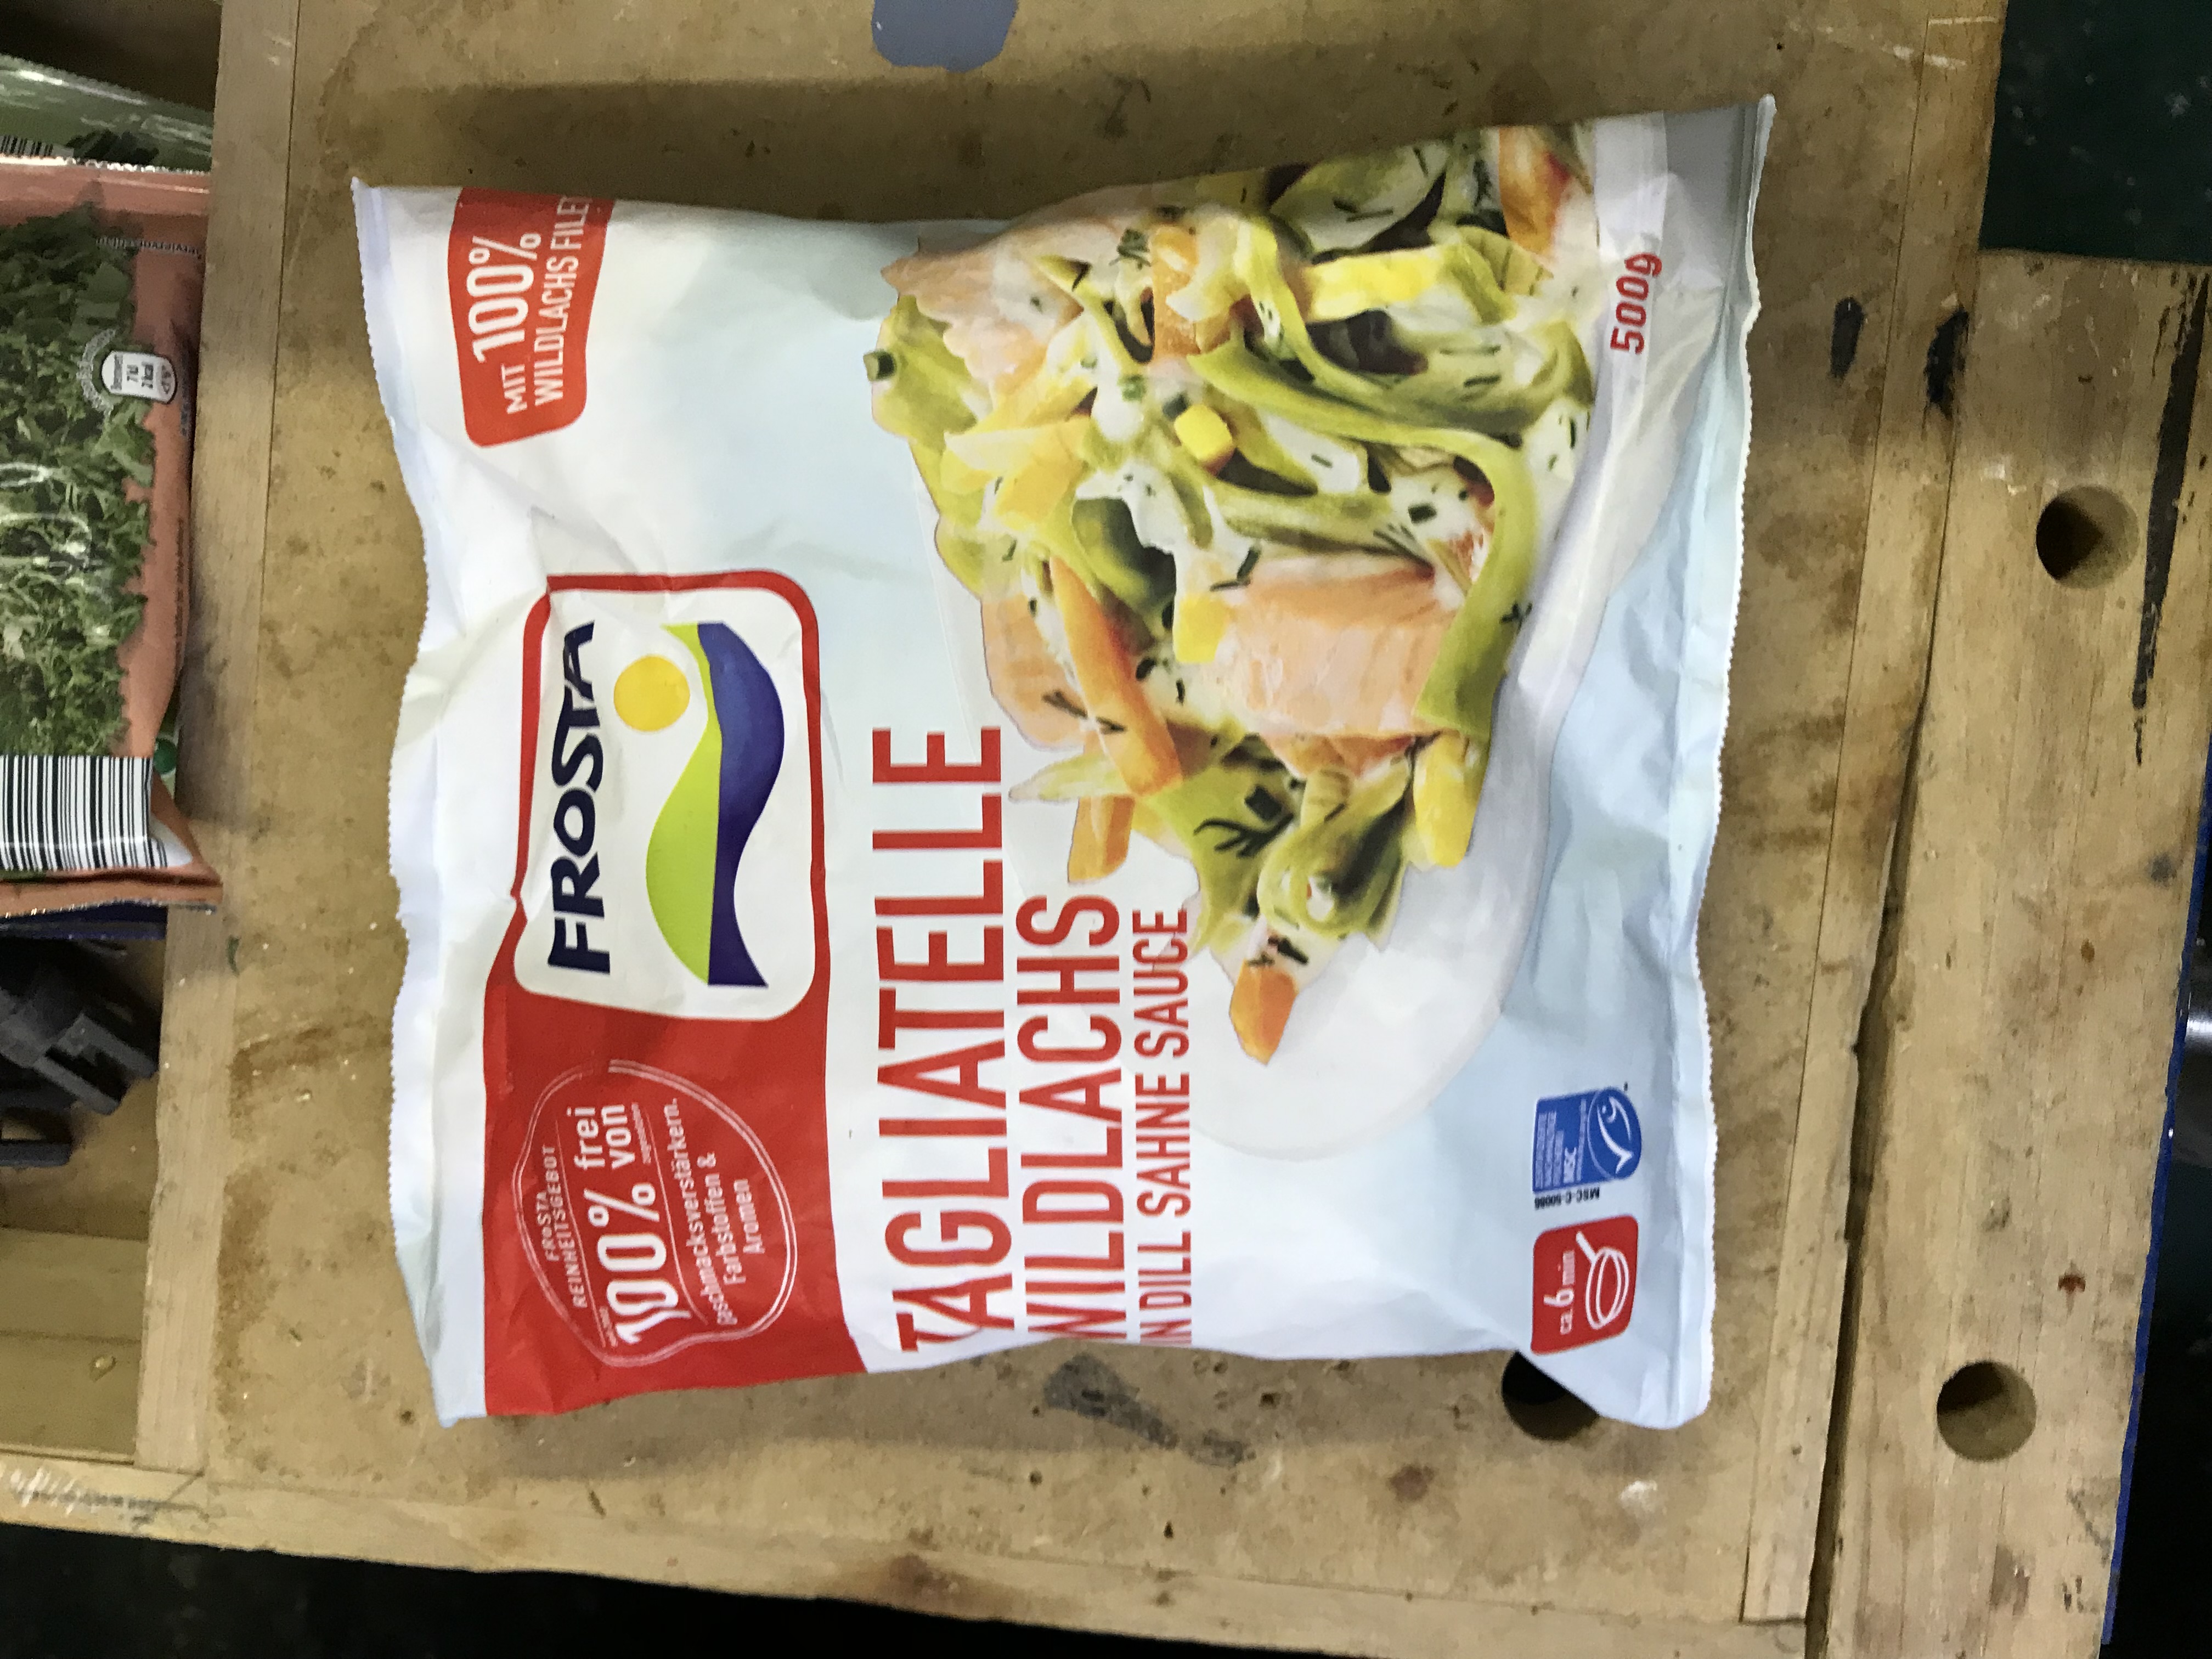 FRoSTA
REINHEITSGEBOT
100% frei von
Geschmacksverstärkern,
Farbstoffen &
Aromen
FROSTA
MIT 100%
WILDLACHS FILET
TAGLIATELLE
WILDLACHS
IN DILL SAHNE SAUCE
ca. 6 min
MSC-C-50086
MSC
500g